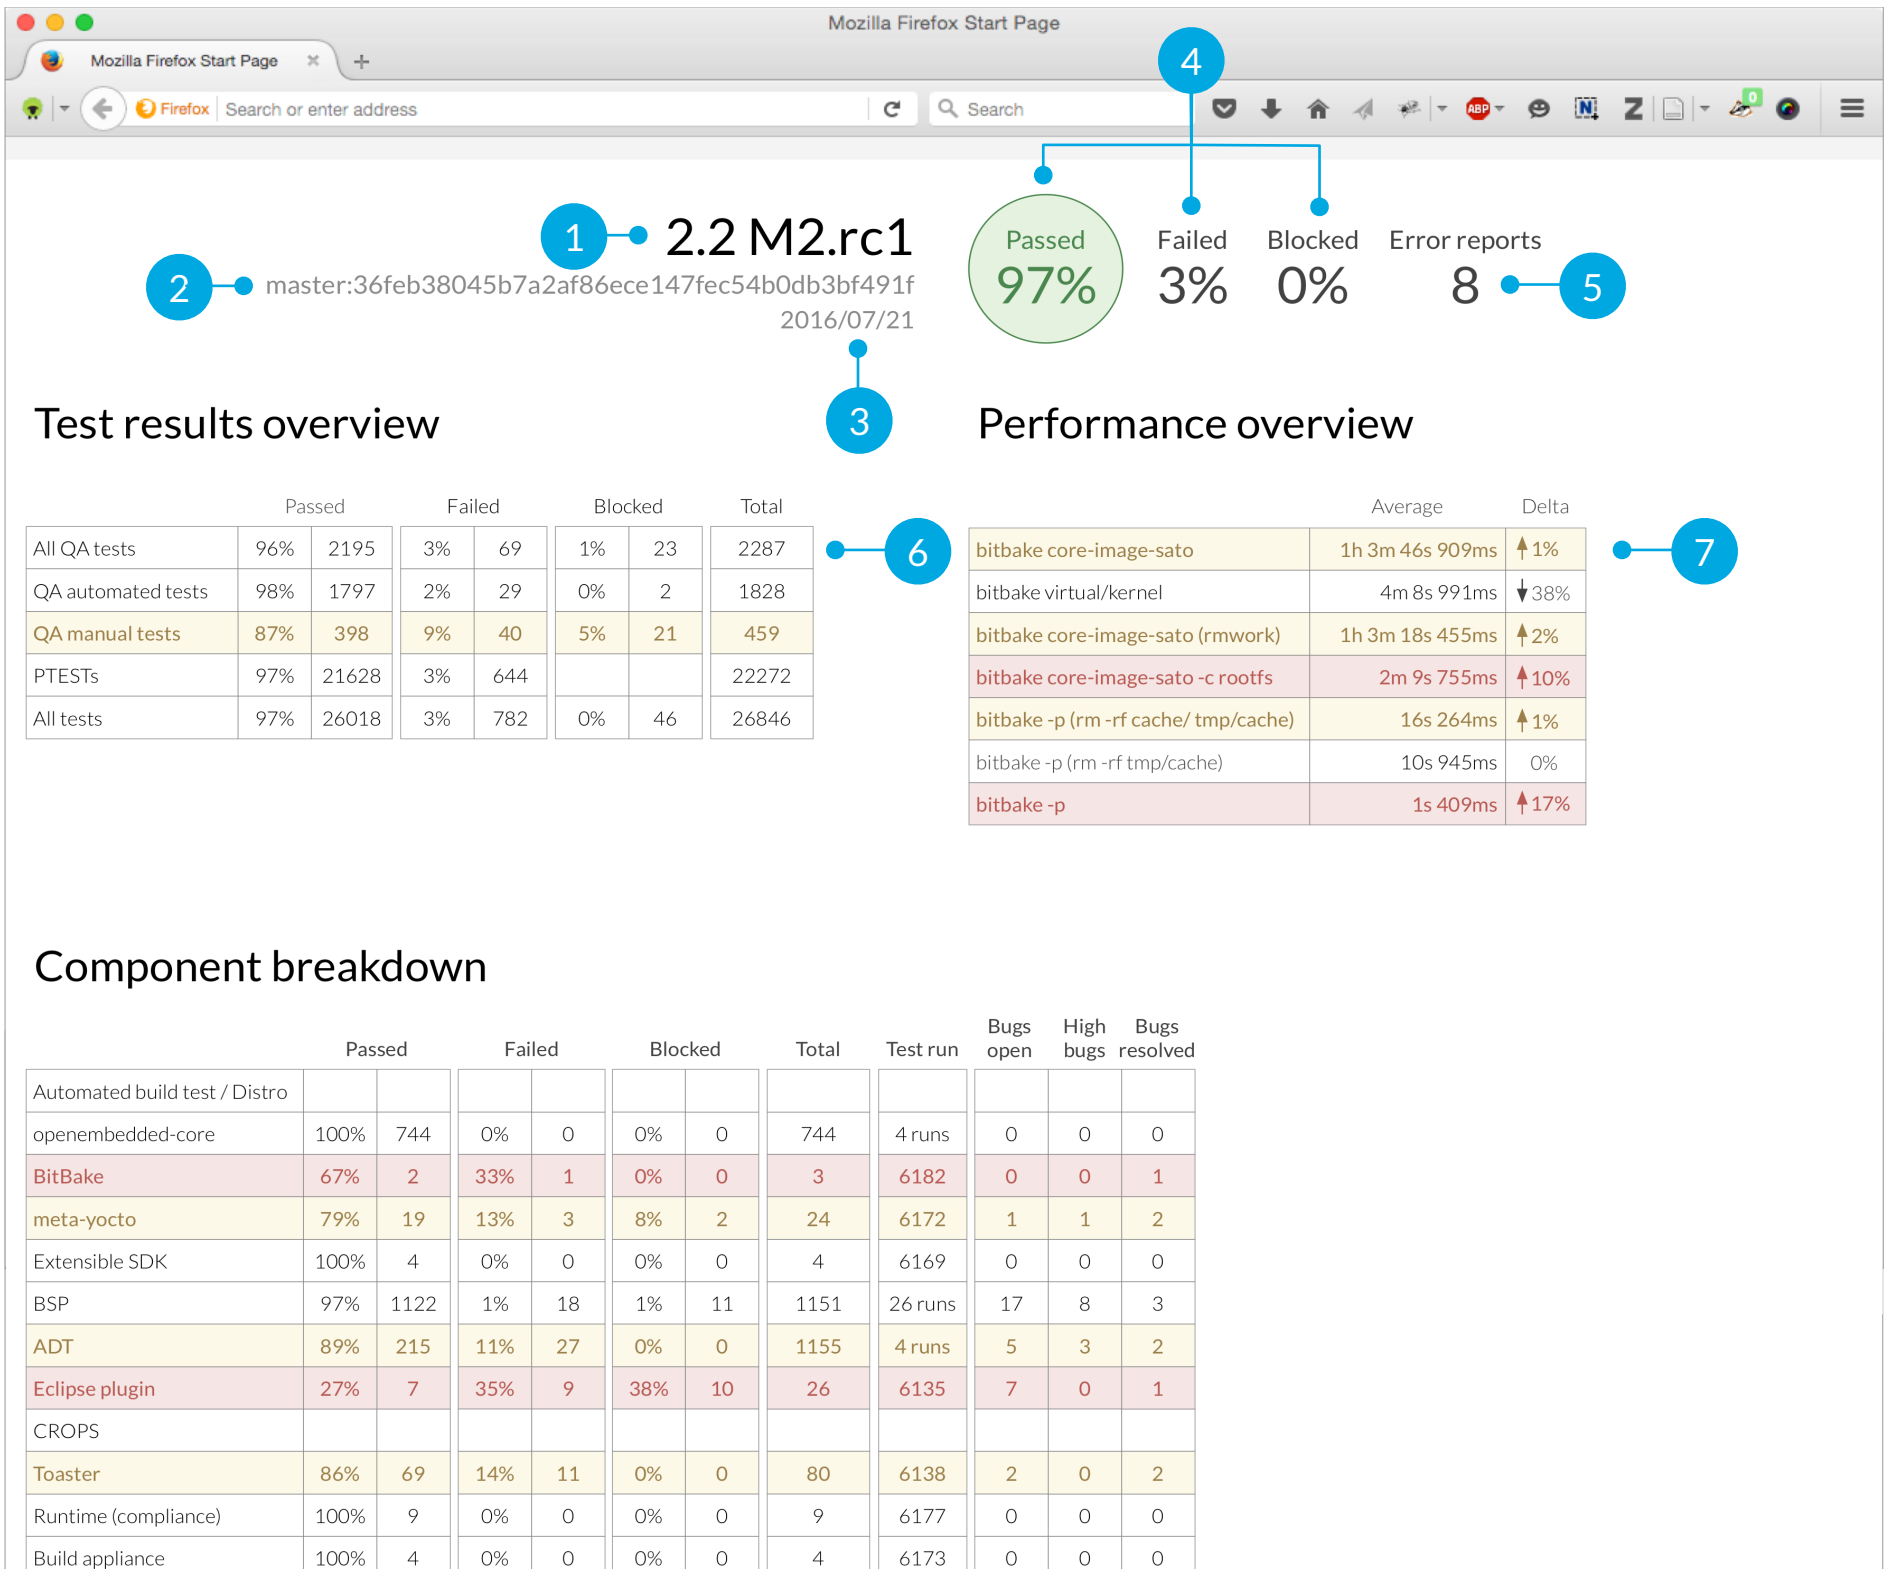 Mozilla Firefox Start Page
Mozilla Firefox Start Page
4
Firefox Search or enter address
Search
ABP
N
Z
0
1
2.2 M2.rc1
2
master:36feb38045b7a2af86ece147fec54b0db3bf491f
2016/07/21
3
Passed Failed Blocked Error reports
97% 3% 0% 8
5
Test results overview
Passed Failed Blocked Total
All QA tests 96% 2195 3% 69 1% 23 2287
QA automated tests 98% 1797 2% 29 0% 2 1828
QA manual tests 87% 398 9% 40 5% 21 459
PTESTs 97% 21628 3% 644 22272
All tests 97% 26018 3% 782 0% 46 26846
6
Performance overview
Average Delta
bitbake core-image-sato 1h 3m 46s 909ms 1%
bitbake virtual/kernel 4m 8s 991ms 38%
bitbake core-image-sato (rmwork) 1h 3m 18s 455ms 2%
bitbake core-image-sato -c rootfs 2m 9s 755ms 10%
bitbake -p (rm -rf cache/ tmp/cache) 16s 264ms 1%
bitbake -p (rm -rf tmp/cache) 10s 945ms 0%
bitbake -p 1s 409ms 17%
7
Component breakdown
Passed Failed Blocked Total Test run Bugs open High bugs Bugs resolved
Automated build test / Distro
openembedded-core 100% 744 0% 0 0% 0 744 4 runs 0 0 0
BitBake 67% 2 33% 1 0% 0 3 6182 0 0 1
meta-yocto 79% 19 13% 3 8% 2 24 6172 1 1 2
Extensible SDK 100% 4 0% 0 0% 0 4 6169 0 0 0
BSP 97% 1122 1% 18 1% 11 1151 26 runs 17 8 3
ADT 89% 215 11% 27 0% 0 1155 4 runs 5 3 2
Eclipse plugin 27% 7 35% 9 38% 10 26 6135 7 0 1
CROPS
Toaster 86% 69 14% 11 0% 0 80 6138 2 0 2
Runtime (compliance) 100% 9 0% 0 0% 0 9 6177 0 0 0
Build appliance 100% 4 0% 0 0% 0 4 6173 0 0 0